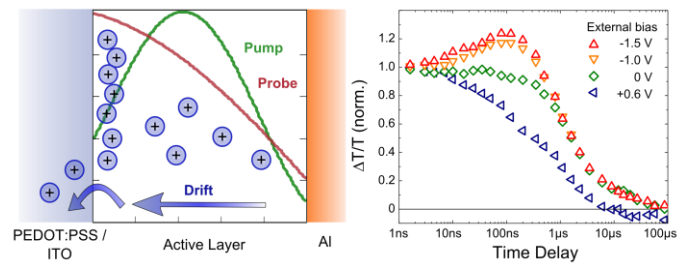 Pump
Probe
+
+
+
+
+
+
+
+
+
+
+
+
+
Drift
PEDOT:PSS /
ITO
Active Layer
Al
ΔT/T (norm.)
1.2
1.0
0.8
0.6
0.4
0.2
0
External bias
-1.5 V
-1.0 V
0 V
+0.6 V
1ns
10ns
100ns
1μs
10μs
100μs
Time Delay